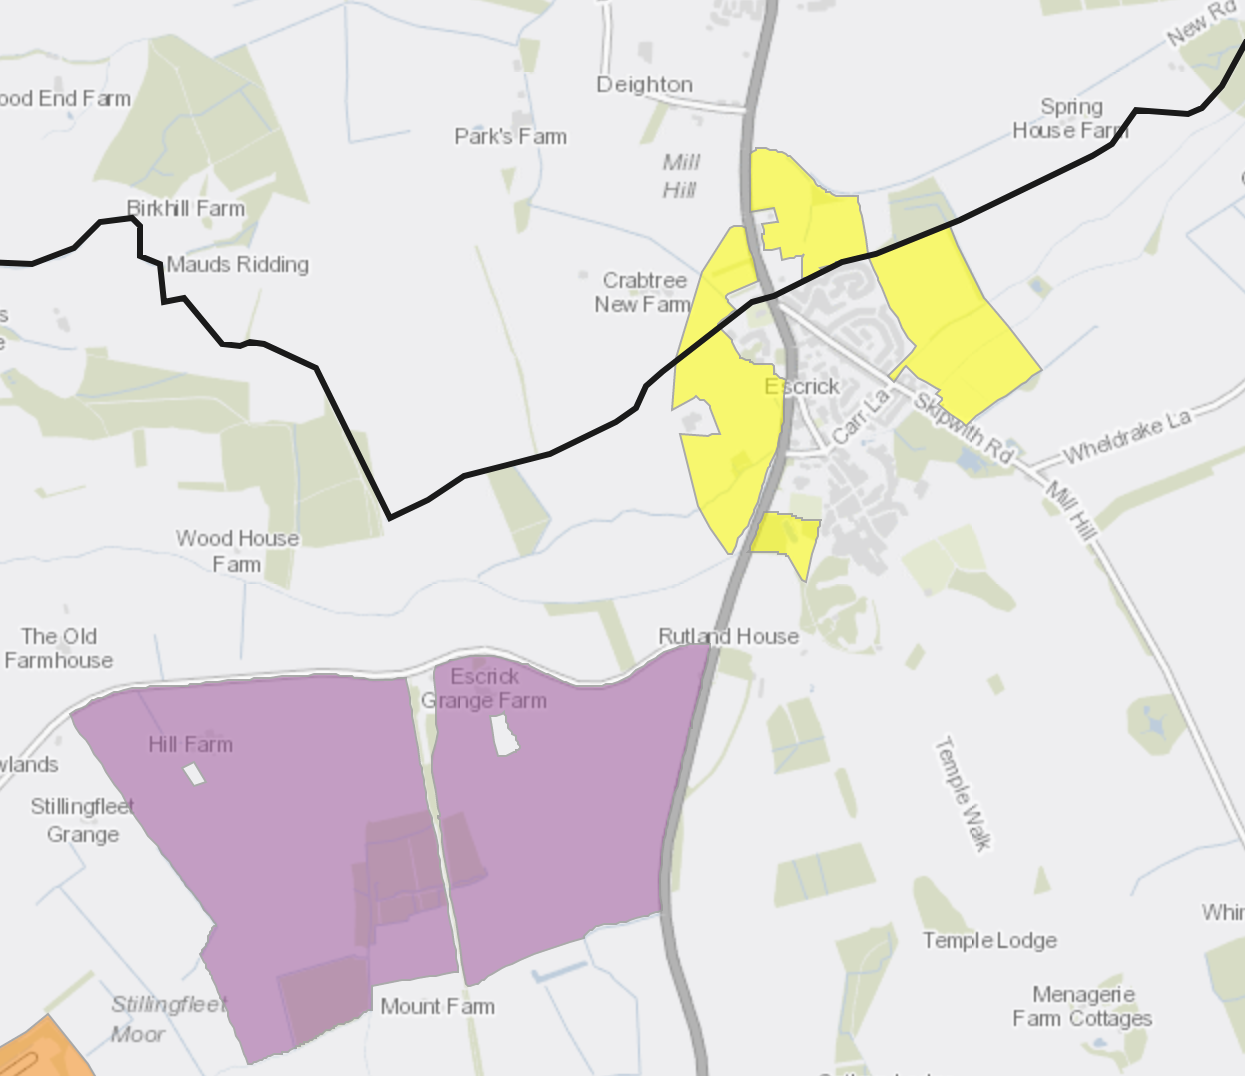 New Rd
Deighton
ood End Farm
Spring
House Farm
Park's Farm
Mill
Hill
Birkhill Farm
Mauds Ridding
Crabtree
New Farm
s
e
Escrick
Carr La
Skipwith Rd
Wheldrake La
Mill Hill
Wood House
Farm
The Old
Farmhouse
Rutland House
Escrick
Grange Farm
Hill Farm
wlands
Stillingfleet
Grange
Temple Walk
Whin
Temple Lodge
Stillingfleet
Moor
Mount Farm
Menagerie
Farm Cottages